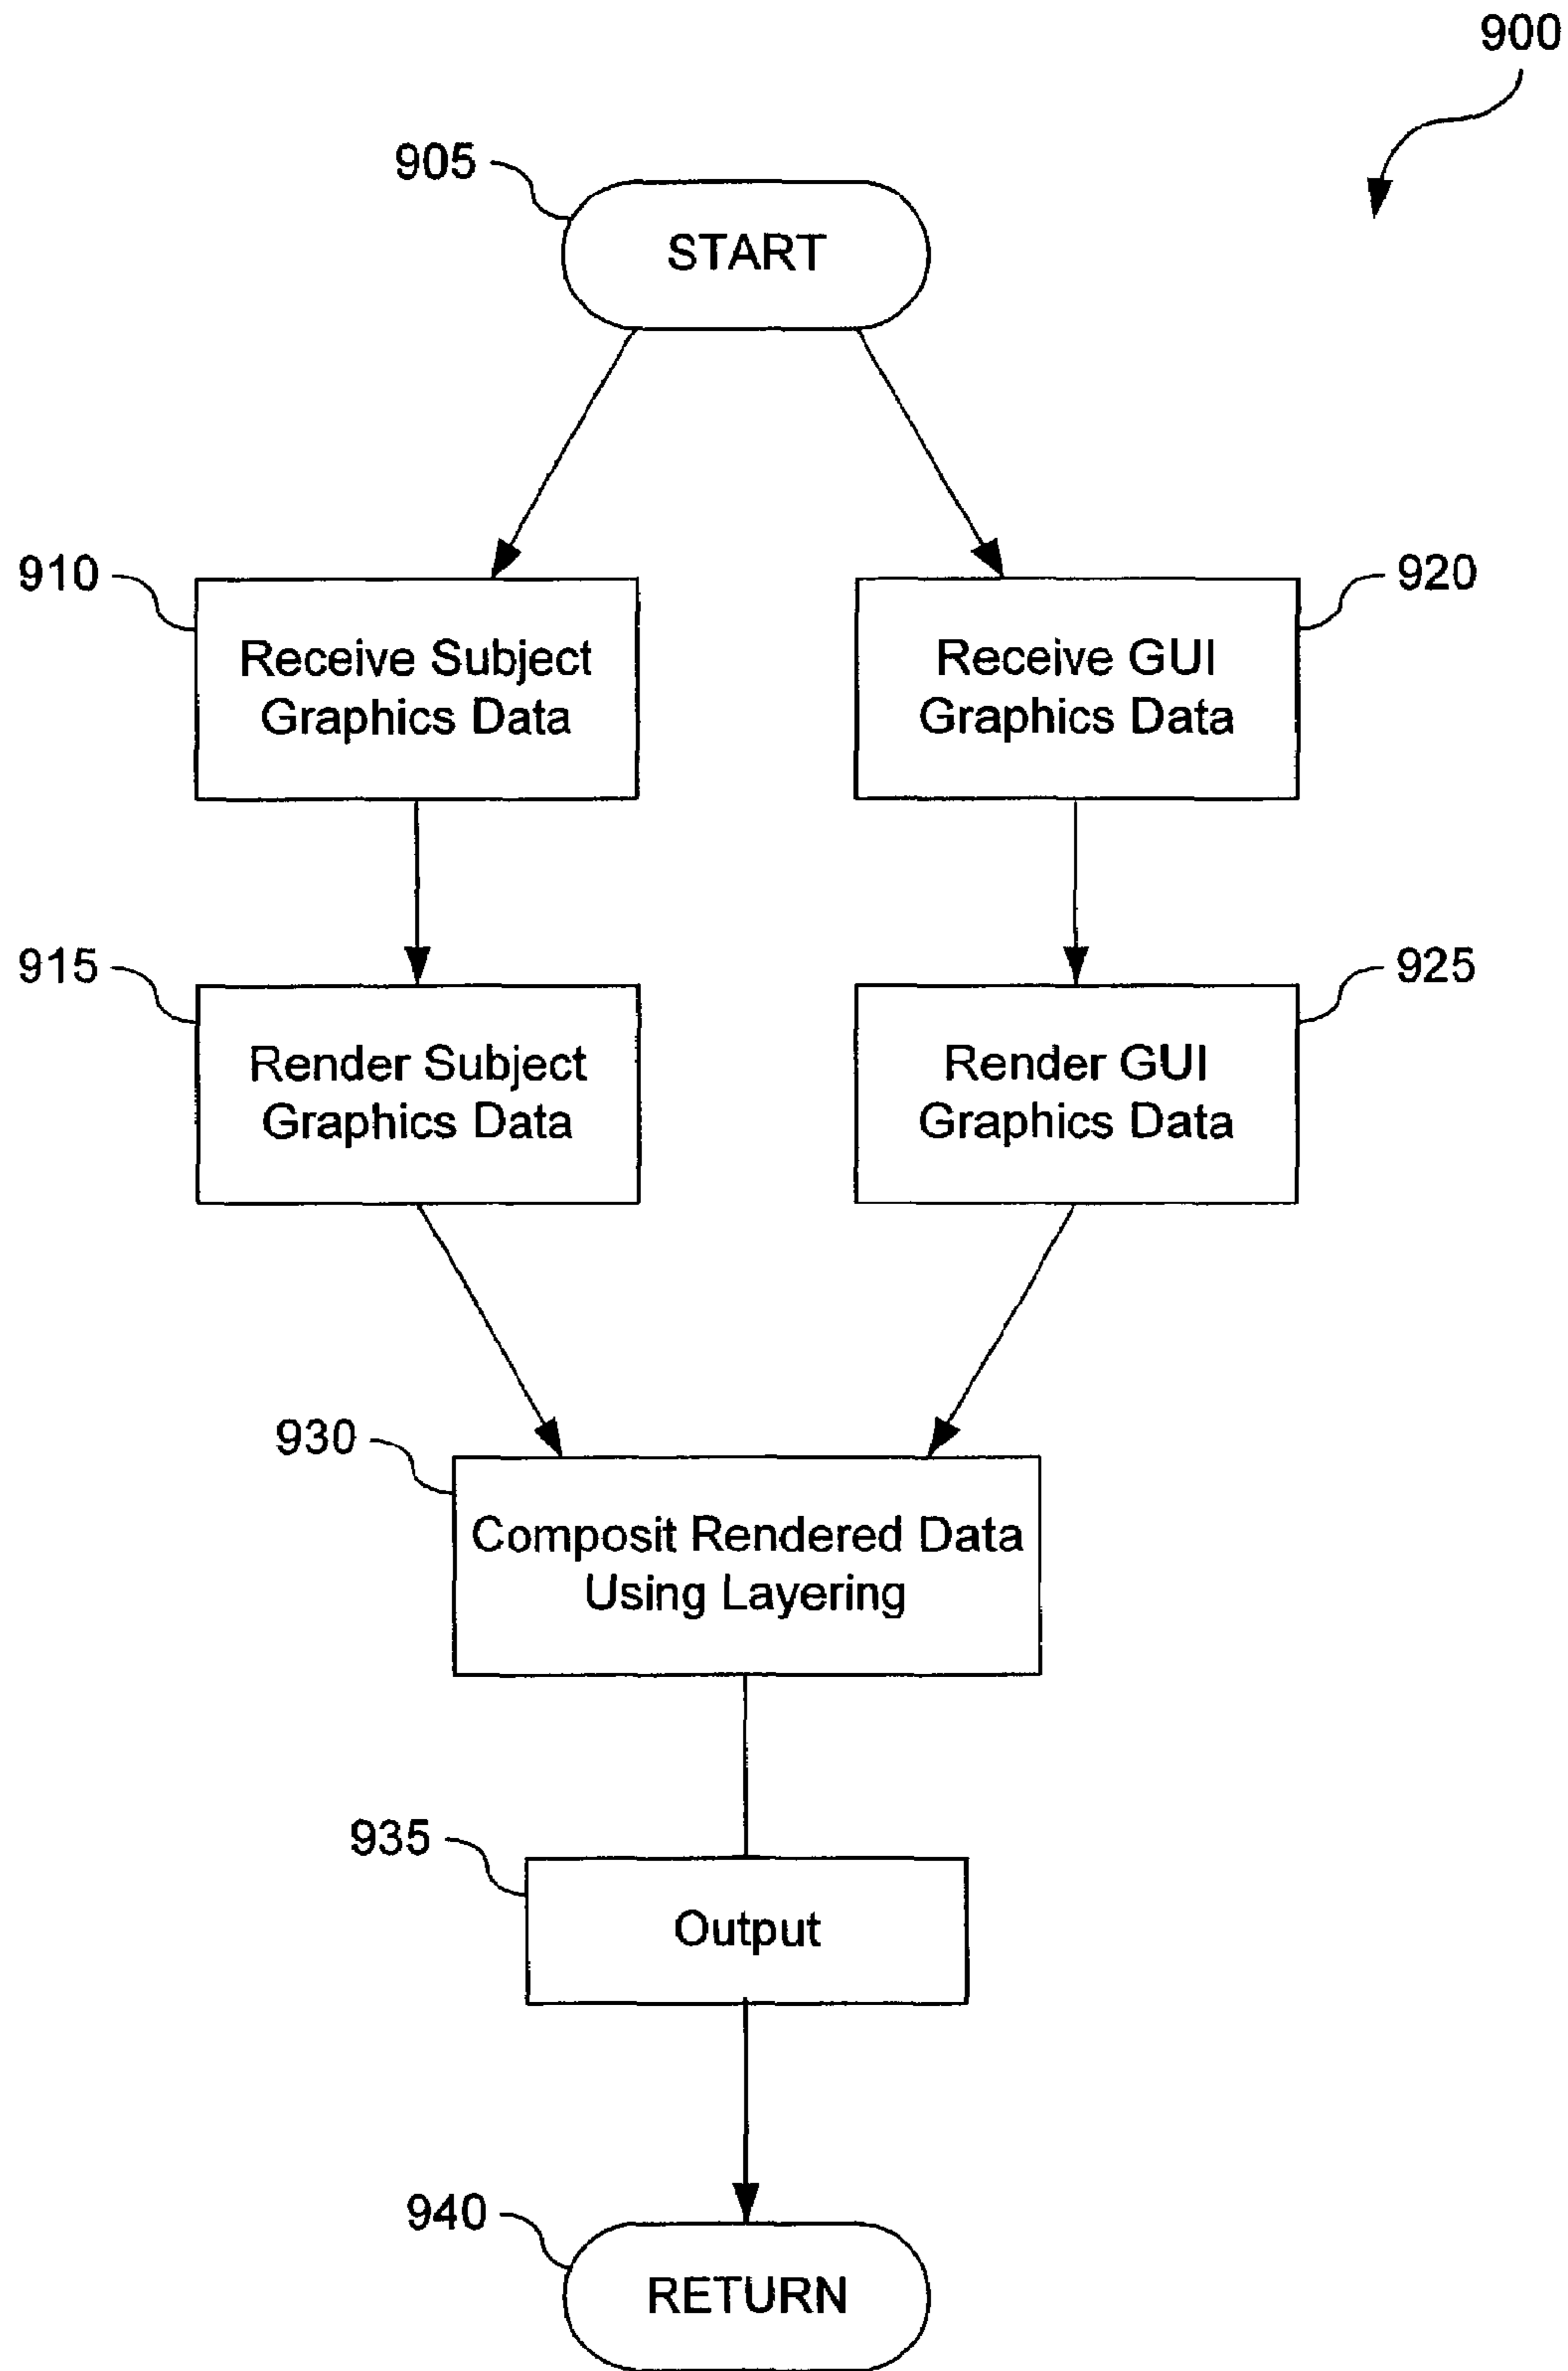 900
905
START
910
Receive Subject
Graphics Data
920
Receive GUI
Graphics Data
915
Render Subject
Graphics Data
925
Render GUI
Graphics Data
930
Composit Rendered Data
Using Layering
935
Output
940
RETURN